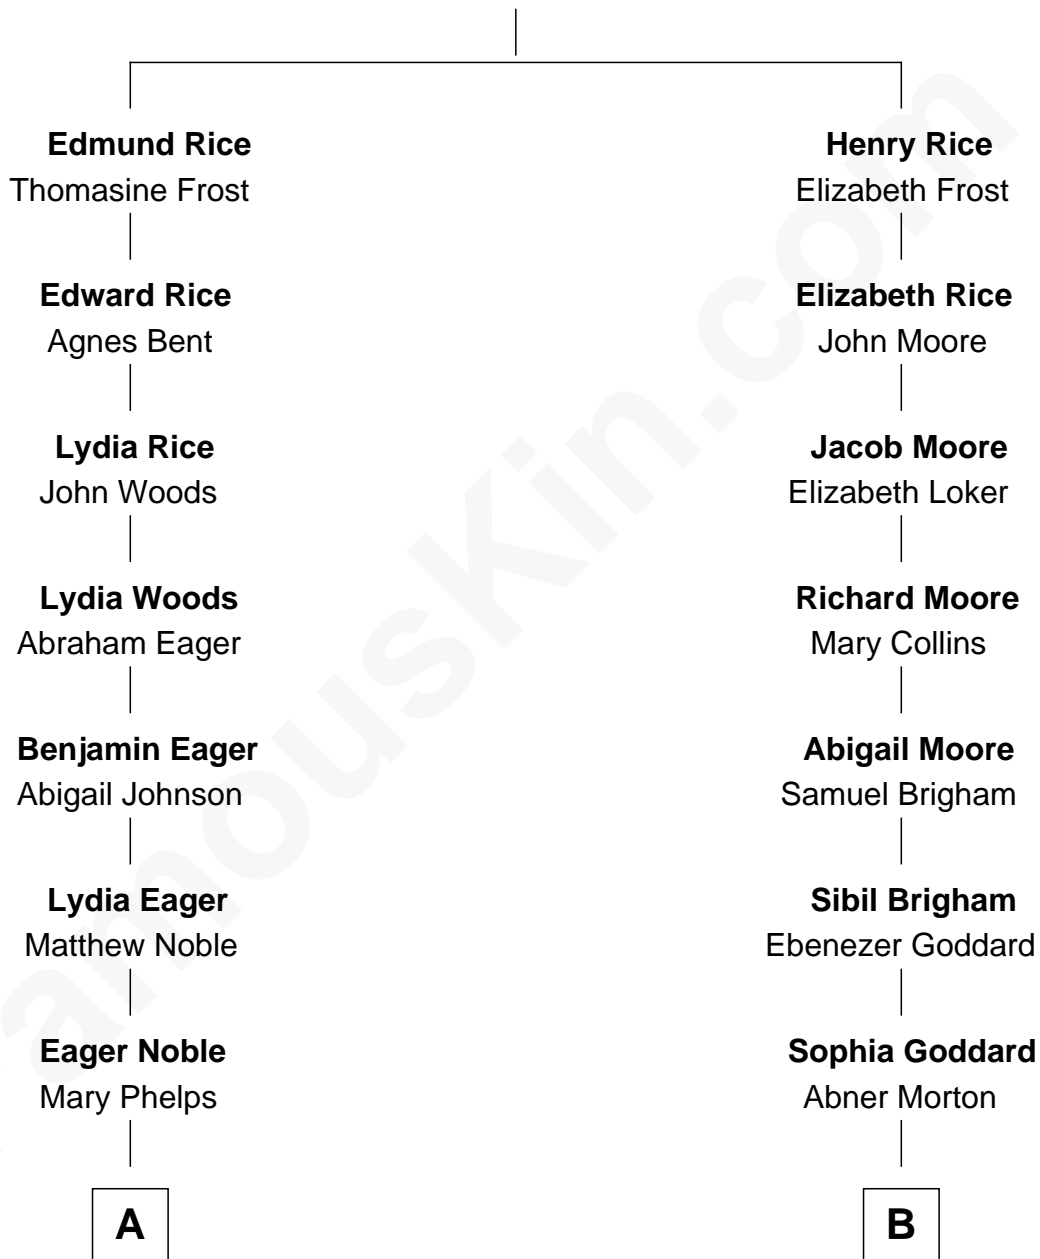 Edmund Rice
Thomasine Frost
Edward Rice
Agnes Bent
Lydia Rice
John Woods
Lydia Woods
Abraham Eager
Benjamin Eager
Abigail Johnson
Lydia Eager
Matthew Noble
Eager Noble
Mary Phelps
A
Henry Rice
Elizabeth Frost
Elizabeth Rice
John Moore
Jacob Moore
Elizabeth Loker
Richard Moore
Mary Collins
Abigail Moore
Samuel Brigham
Sibil Brigham
Ebenezer Goddard
Sophia Goddard
Abner Morton
B
amousKin.com